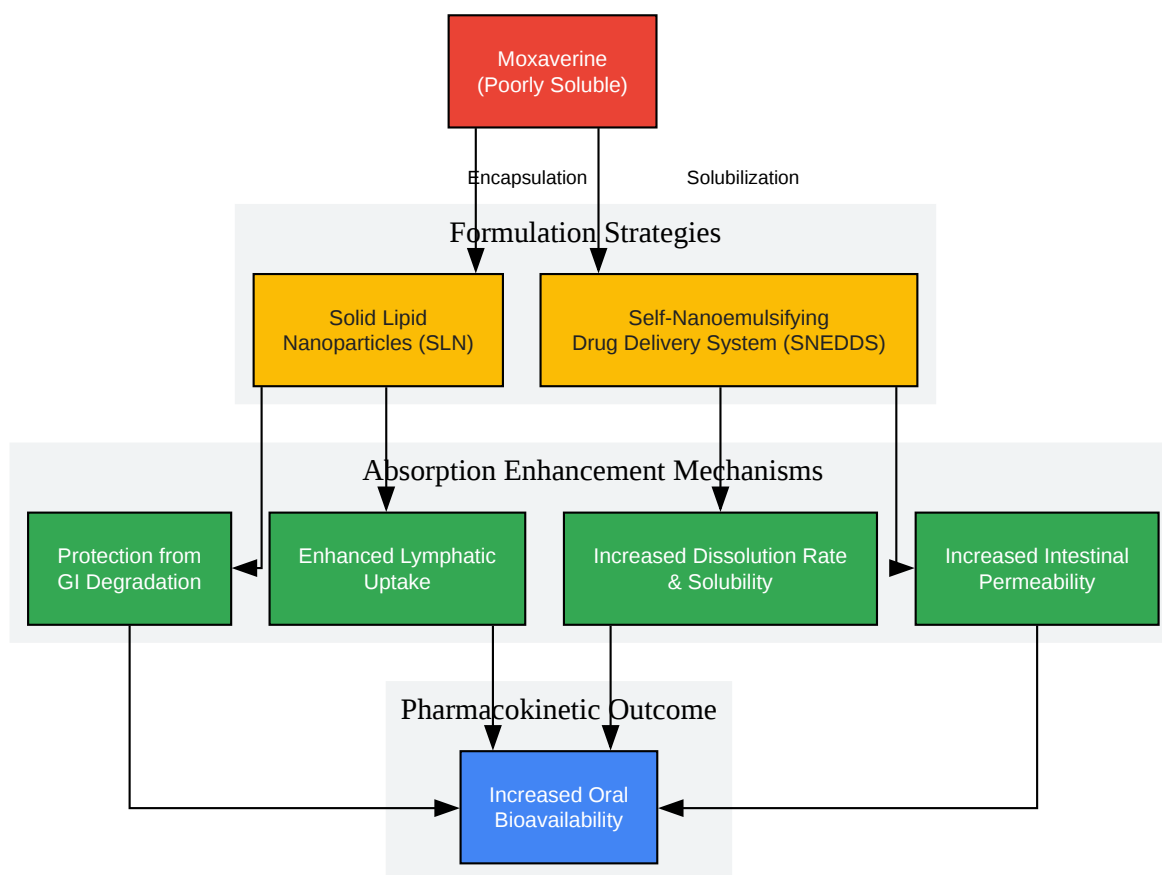 Moxaverine
(Poorly Soluble)
Encapsulation
Solubilization
Formulation Strategies
Solid Lipid
Nanoparticles (SLN)
Self-Nanoemulsifying
Drug Delivery System (SNEDDS)
Absorption Enhancement Mechanisms
Protection from
GI Degradation
Enhanced Lymphatic
Uptake
Increased Dissolution Rate
& Solubility
Increased Intestinal
Permeability
Pharmacokinetic Outcome
Increased Oral
Bioavailability